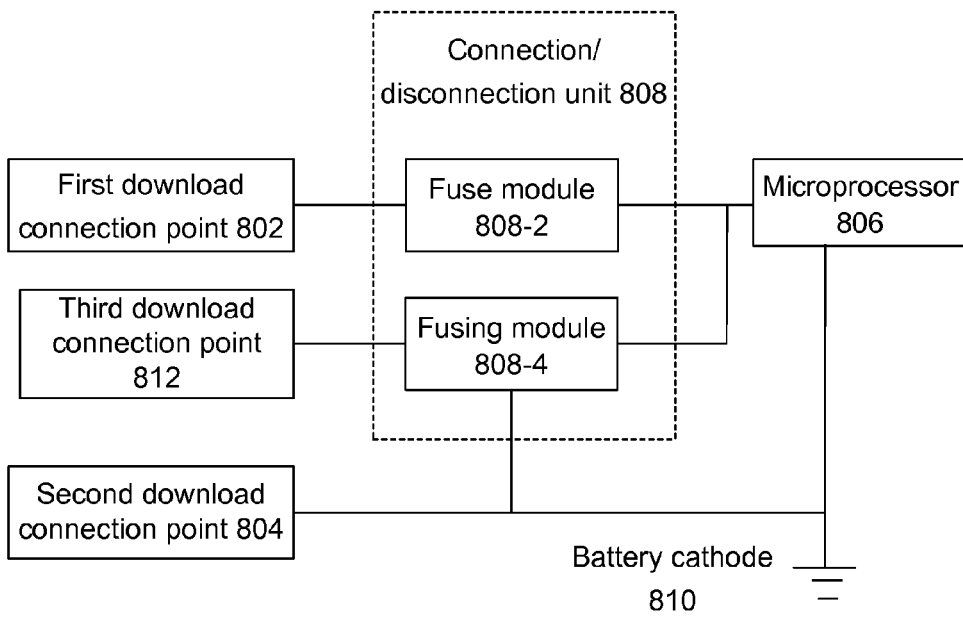 Connection/
disconnection unit 808
First download
connection point 802
Fuse module
808-2
Microprocessor
806
Third download
connection point
812
Fusing module
808-4
Second download
connection point 804
Battery cathode
810